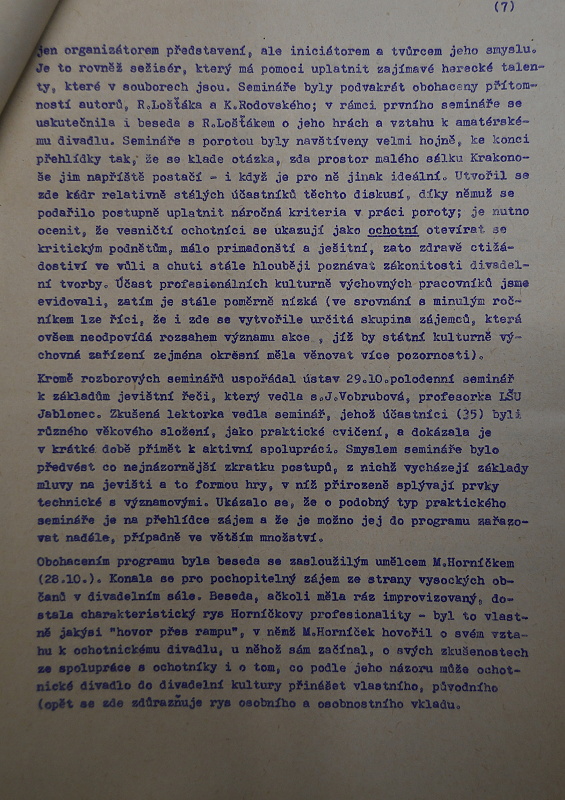 (7)
jen organizátorem představení, ale iniciátorem a tvůrcem jeho smyslu.
Je to rovněž sežisér, který má pomoci uplatnit zajímavé herecké talen-
ty, které v souborech jsou. Semináře byly podvakrát obohaceny přítom-
ností autorů, R.Lošťáka a K.Rodovského; v rámci prvního semináře se
uskutečnila i beseda s R.Lošťákem o jeho hrách a vztahu k amatérské-
mu divadlu. Semináře s porotou byly navštíveny velmi hojně, ke konci
přehlídky tak, že se klade otázka, zda prostor malého sálku Krakono-
še jim napříště postačí - i když je pro ně jinak ideální. Utvořil se
zde kádr relativně stálých účastníků těchto diskusí, díky němuž se
podařilo postupně uplatnit náročná kriteria v práci poroty; je nutno
ocenit, že vesničtí ochotníci se ukazují jako ochotní otevírat se
kritickým podnětům, málo primadonští a ješitní, zato zdravě ctižá-
dostiví ve vůli a chuti stále hlouběji poznávat zákonitosti divadel-
ní tvorby. Účast profesionálních kulturně výchovných pracovníků jsme
evidovali, zatím je stále poměrně nízká (ve srovnání s minulým roč-
níkem lze říci, že i zde se vytvořile určitá skupina zájemců, která
ovšem neodpovídá rozsahem významu akce , jíž by státní kulturně vý-
chovná zařízení zejména okresní měla věnovat více pozornosti).
Kromě rozborových seminářů uspořádal ústav 29.10.polodenní seminář
k základům jevištní řeči, který vedla s.J.Vobrubová, profesorka LŠU
Jablonec. Zkušená lektorka vedla seminář, jehož účastníci (35) byli
různého věkového složení, jako praktické cvičení, a dokázala je
v krátké době přimět k aktivní spolupráci. Smyslem semináře bylo
předvést co nejnázornější zkratku postupů, z nichž vycházejí základy
mluvy na jevišti a to formou hry, v níž přirozeně splývají prvky
technické s významovými. Ukázalo se, že o podobný typ praktického
semináře je na přehlídce zájem a že je možno jej do programu zařazo-
vat nadále, případně ve větším množství.
Obohacením programu byla beseda se zasloužilým umělcem M.Horníčkem
(28.10.). Konala se pro pochopitelný zájem ze strany vysockých ob-
čanů v divadelním sále. Beseda, ačkoli měla ráz improvizovaný, do-
stala charakteristický rys Horníčkovy profesionality - byl to vlast-
ně jakýsi "hovor přes rampu", v němž M.Horníček hovořil o svém vzta-
hu k ochotnickému divadlu, u něhož sám začínal, o svých zkušenostech
ze spolupráce s ochotníky i o tom, co podle jeho názoru může ochot-
nické divadlo do divadelní kultury přinášet vlastního, původního
(opět se zde zdůrazňuje rys osobního a osobnostního vkladu.